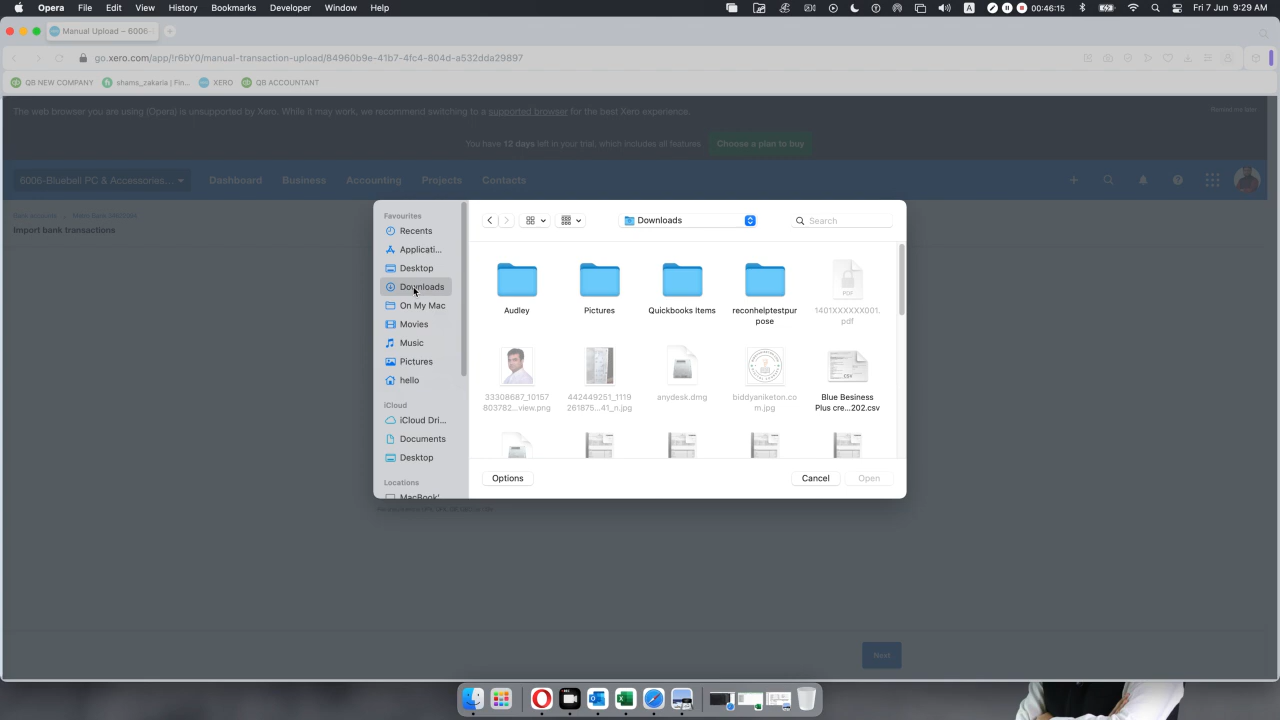 Opera File Edit View History Bookmarks Developer Window Help 00:46:15 A Fri 7 Jun 9:29 AM
Manual Upload – 6006-
go.xero.com/app/!r6bY0/manual-transaction-upload/84960b9e-41b7-4fc4-804d-a532dda29897
QB NEW COMPANY shams_zakaria | Fin... XERO QB ACCOUNTANT
The web browser you are using (Opera) is unsupported by Xero. While it may work, we recommend switching to a supported browser for the best Xero experience.
Remind me later
You have 12 days left in your trial, which includes all features Choose a plan to buy
6006-Bluebell PC & Accessories... Dashboard Business Accounting Projects Contacts
Import bank transactions
Favourites
Recents
Applicati...
Desktop
Downloads
On My Mac
Movies
Music
Pictures
hello
iCloud
iCloud Dri...
Documents
Desktop
Locations
MacBook'
Downloads
Search
Audley
Pictures
Quickbooks Items
reconhelptestpur
pose
1401XXXXXX001.
pdf
PDF
33308687_10157
803782...view.png
442449251_1119
261875...41_n.jpg
anydesk.dmg
biddyaniketon.co
m.jpg
CSV
Blue Besiness
Plus cre...202.csv
Options
Cancel
Open
Next